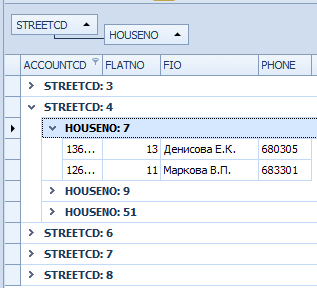 STREETCD
HOUSENO
ACCOUNTCD FLATNO FIO PHONE
STREETCD: 3
STREETCD: 4
HOUSENO: 7
136... 13 Денисова Е.К. 680305
126... 11 Маркова В.П. 683301
HOUSENO: 9
HOUSENO: 51
STREETCD: 6
STREETCD: 7
STREETCD: 8